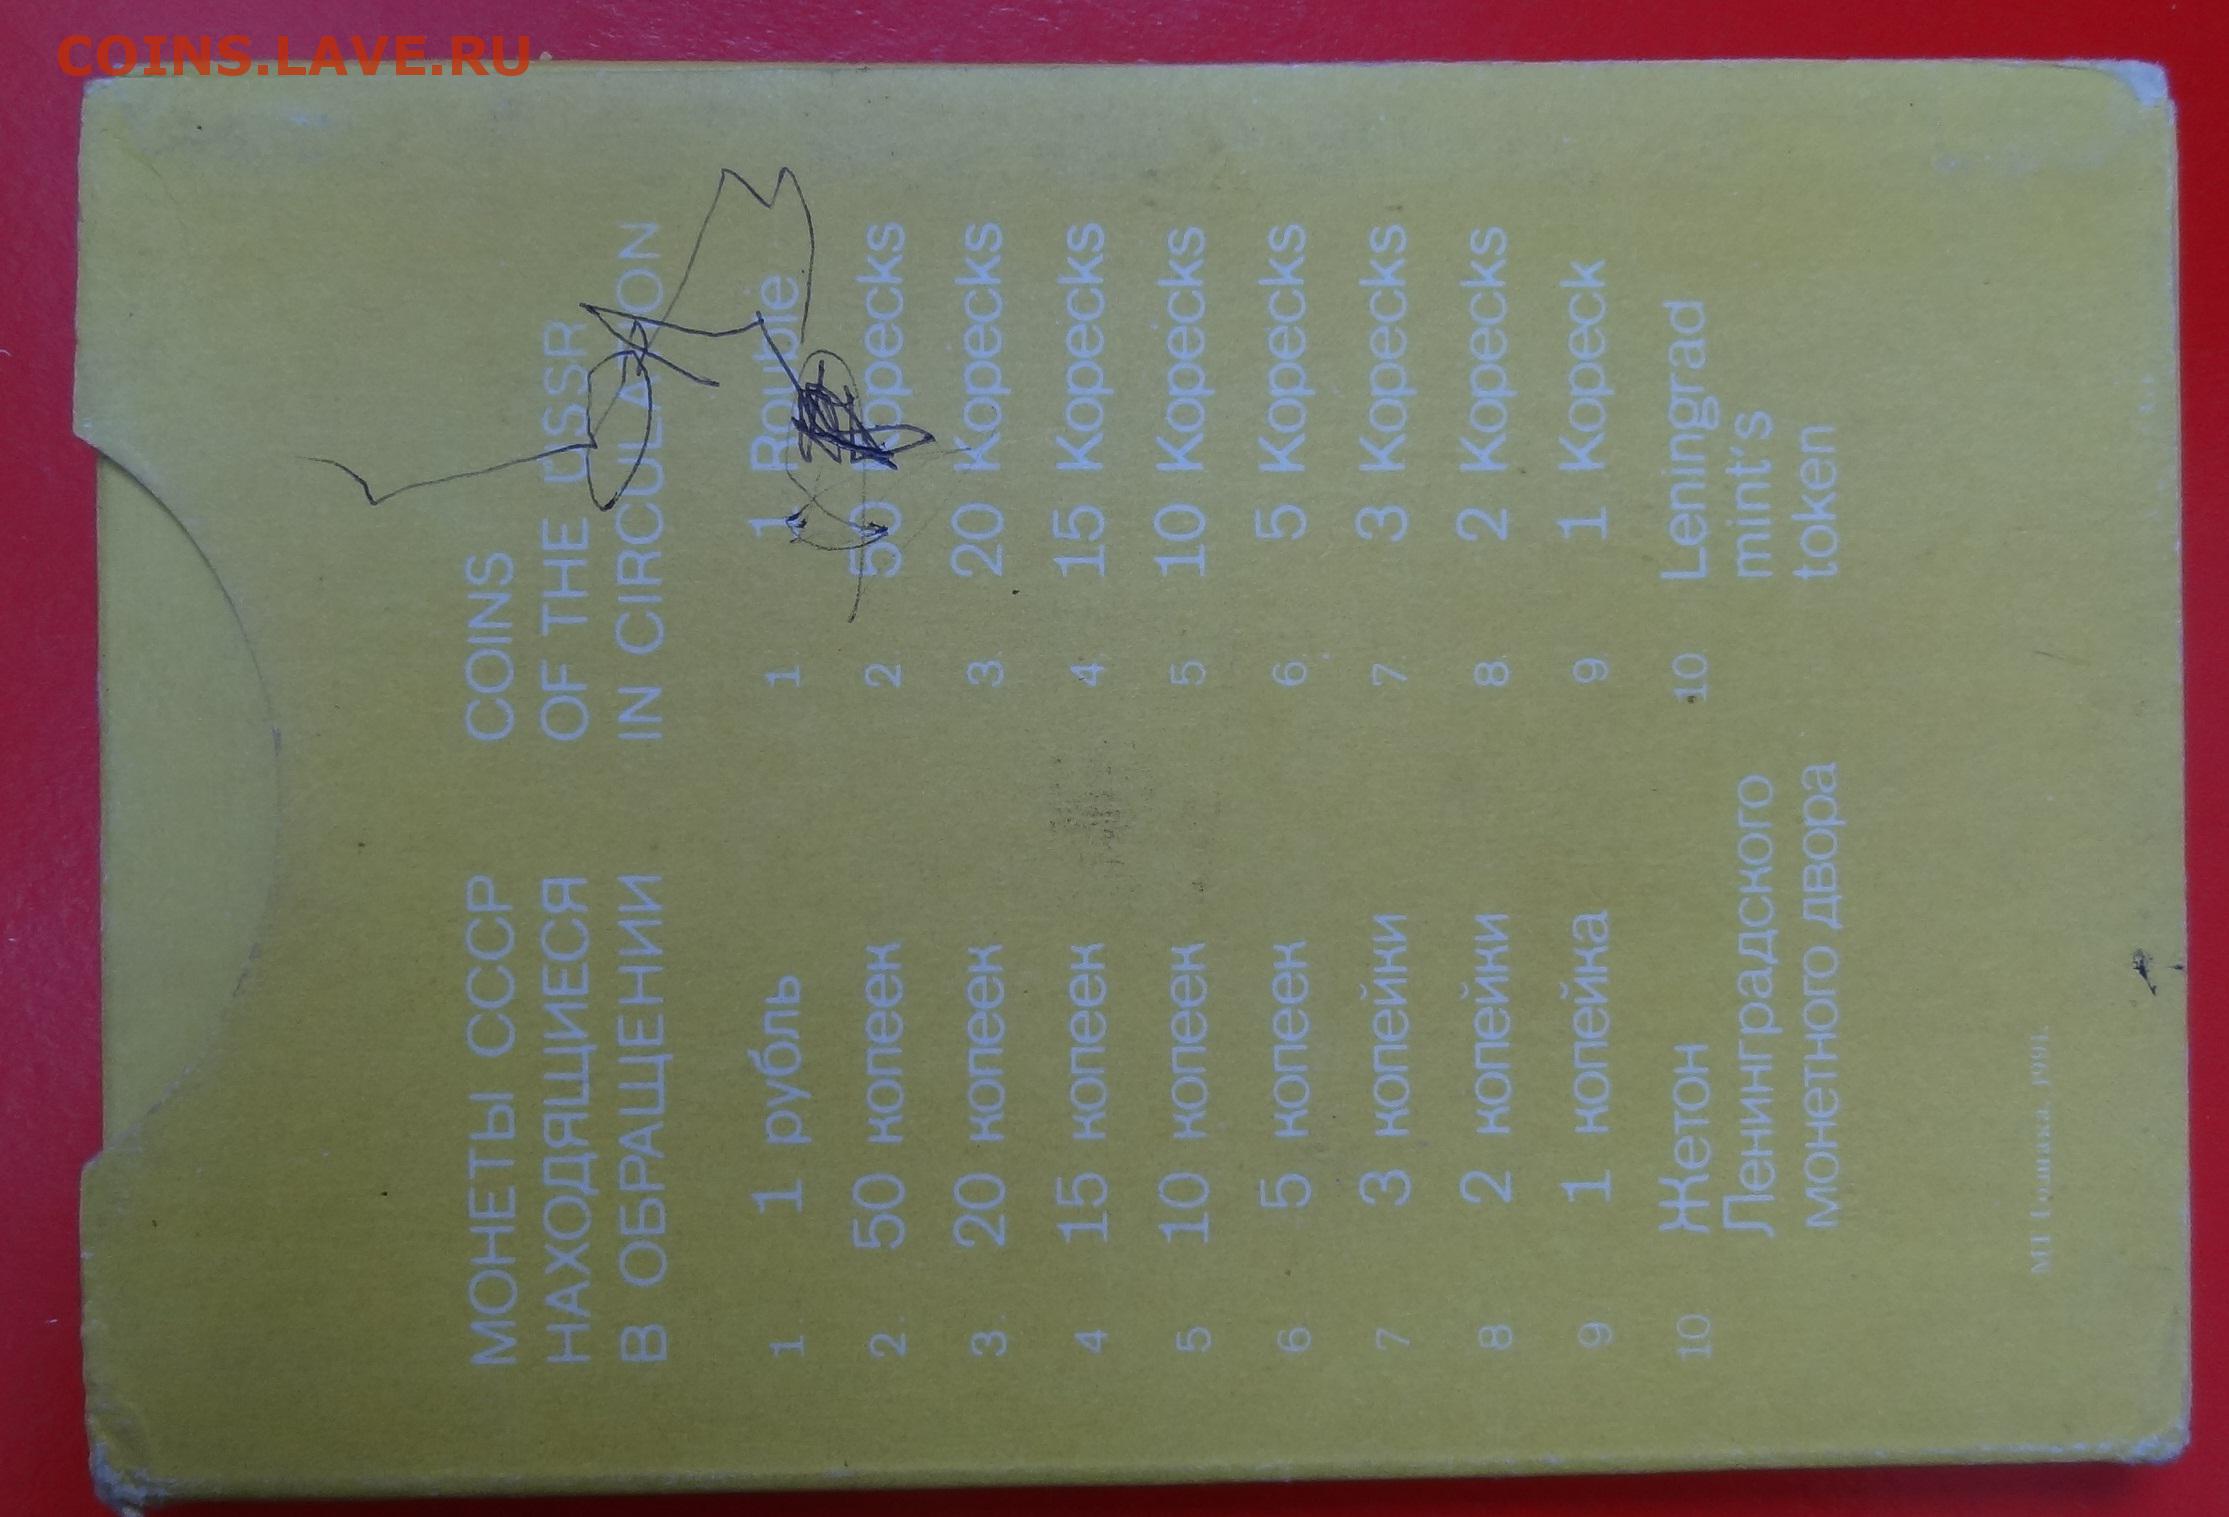 COINS.LAVE.RU
МОНЕТЫ СССР
НАХОДЯЩИЕСЯ
В ОБРАЩЕНИИ
1. 1 рубль
2. 50 копеек
3. 20 копеек
4 15 копеек
5 10 копеек
6. 5 копеек
7 3 копейки
8. 2 копейки
9 1 копейка
10 Жетон
Ленинградского
монетного двора
COINS
OF THE USSR
IN CIRCULATION
1 1 Rouble
2 50 Kopecks
3. 20 Kopecks
4. 15 Kopecks
5 10 Kopecks
6. 5 Kopecks
7. 3 Kopecks
8 2 Kopecks
9 1 Kopeck
10 Leningrad
mint's
token
1991.